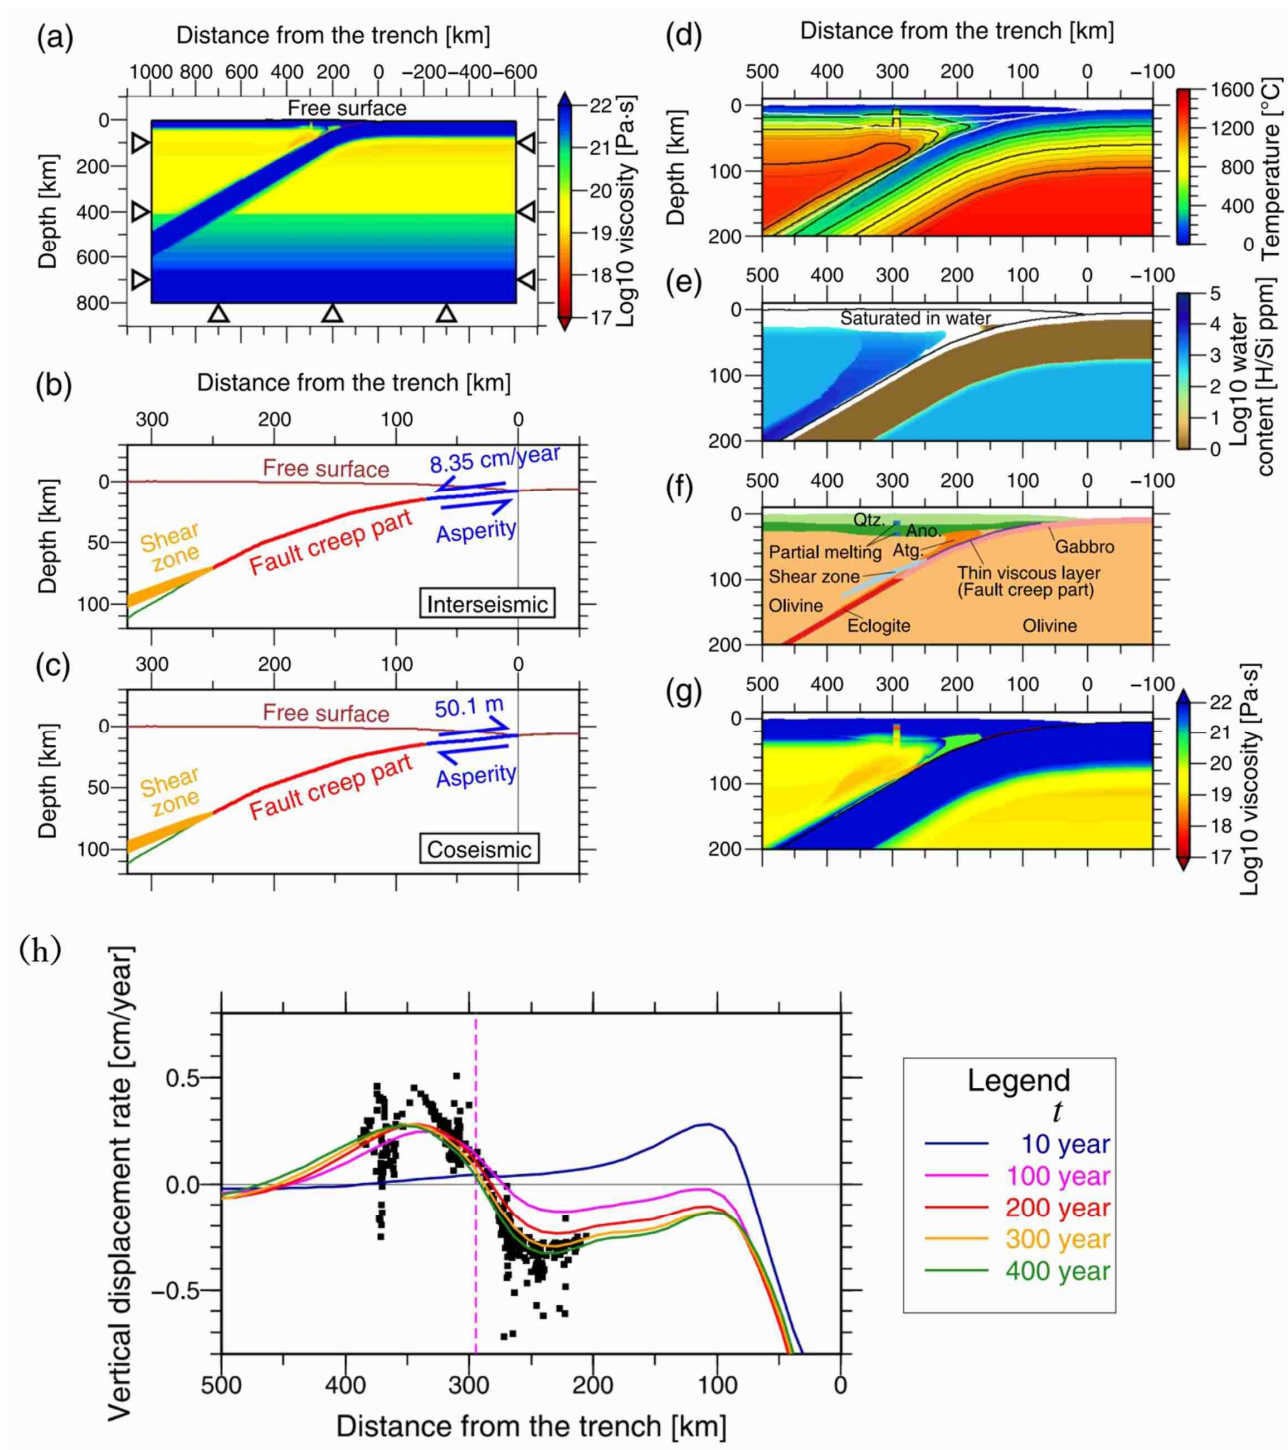 (a)
Distance from the trench [km]
1000 800 600 400 200 0 −200−400−600
Free surface
0
200
400
600
800
Depth [km]
22
21
20
19
18
17
Log10 viscosity [Pa·s]
(b)
Distance from the trench [km]
300 200 100 0
8.35 cm/year
Free surface
0
50
100
Depth [km]
Shear
zone
Fault creep part
Asperity
Interseismic
(c)
300 200 100 0
50.1 m
Free surface
0
50
100
Depth [km]
Shear
zone
Fault creep part
Asperity
Coseismic
(d)
Distance from the trench [km]
500 400 300 200 100 0 −100
0
100
200
Depth [km]
1600
1200
800
400
0
Temperature [°C]
(e)
500 400 300 200 100 0 −100
Saturated in water
0
100
200
5
4
3
2
1
0
Log10 water
content [H/Si ppm]
(f)
Qtz.
Ano.
Partial melting
Atg.
Gabbro
Shear zone
Thin viscous layer
(Fault creep part)
Olivine
Eclogite
Olivine
0
100
200
(g)
500 400 300 200 100 0 −100
0
100
200
22
21
20
19
18
17
Log10 viscosity [Pa·s]
(h)
Vertical displacement rate [cm/year]
0.5
0.0
−0.5
500 400 300 200 100 0
Distance from the trench [km]
Legend
t
10 year
100 year
200 year
300 year
400 year